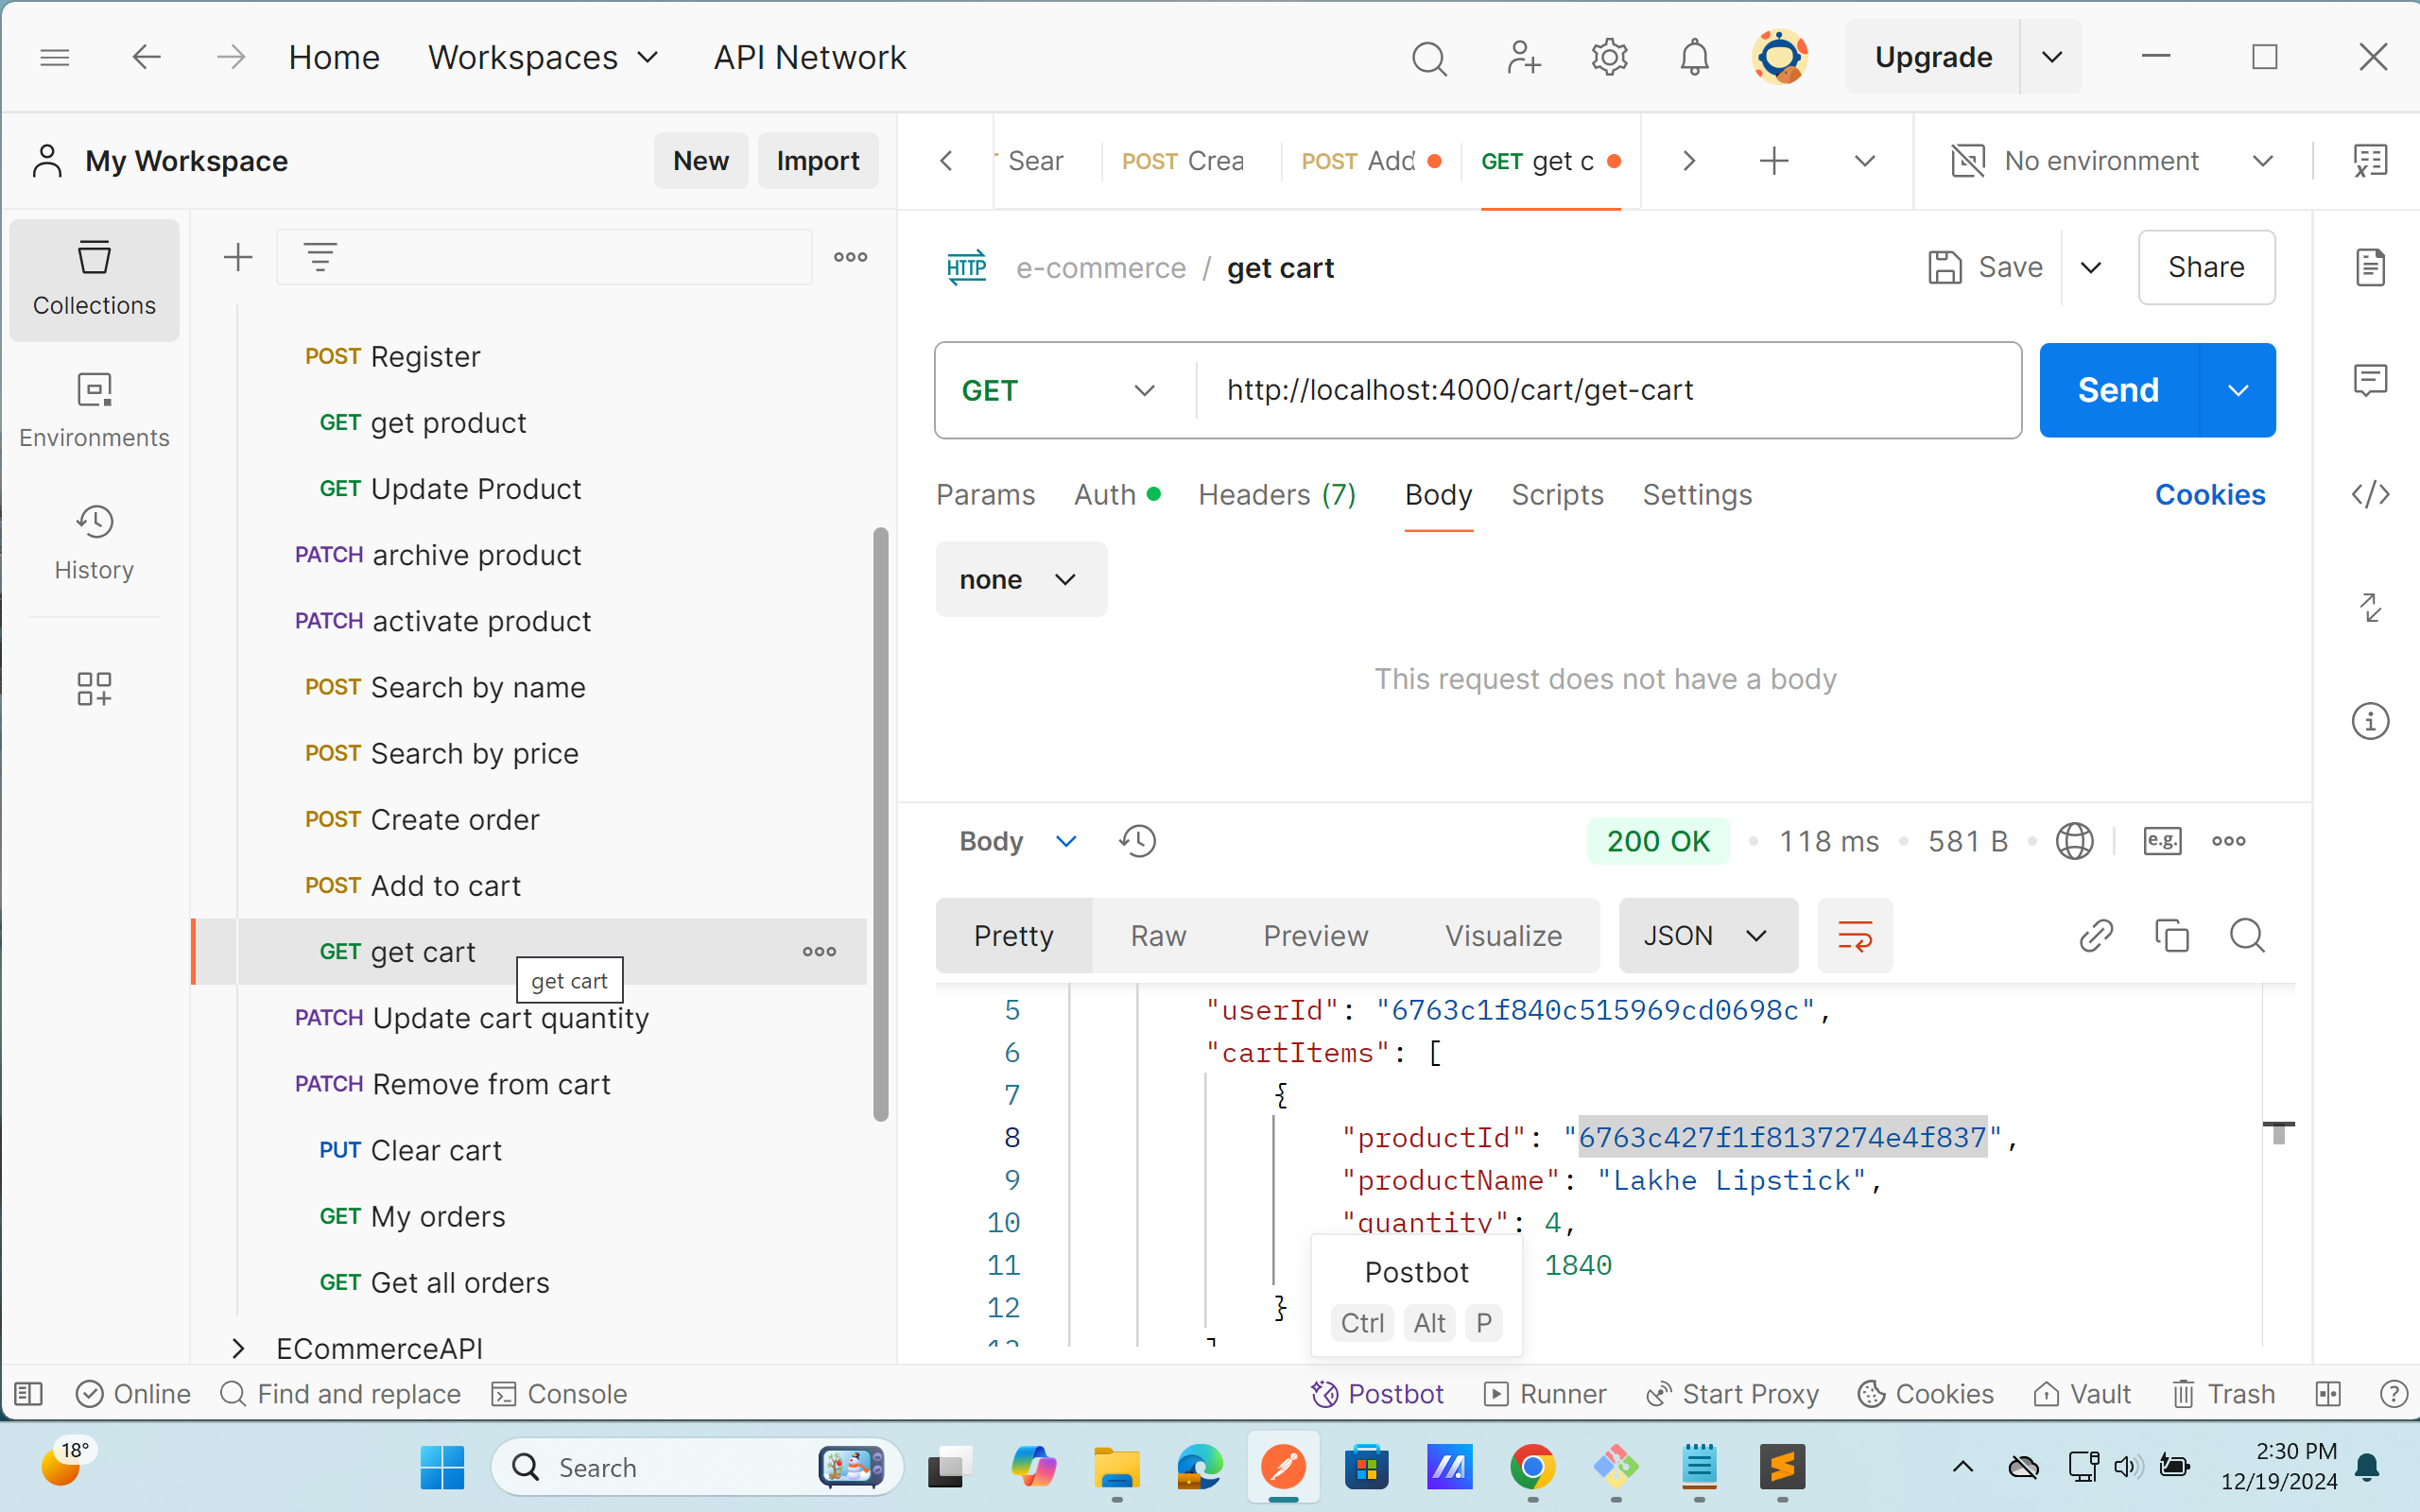 Home Workspaces API Network Upgrade
My Workspace New Import
Sear POST Crea POST Add GET get c No environment
Collections
Environments
History
POST Register
GET get product
GET Update Product
PATCH archive product
PATCH activate product
POST Search by name
POST Search by price
POST Create order
POST Add to cart
GET get cart
get cart
PATCH Update cart quantity
PATCH Remove from cart
PUT Clear cart
GET My orders
GET Get all orders
ECommerceAPI
HTTP e-commerce / get cart Save Share
GET http://localhost:4000/cart/get-cart Send
Params Auth Headers (7) Body Scripts Settings Cookies
none
This request does not have a body
Body 200 OK 118 ms 581 B e.g.
Pretty Raw Preview Visualize JSON
5 "userId": "6763c1f840c515969cd0698c",
6 "cartItems": [
7 {
8 "productId": "6763c427f1f8137274e4f837",
9 "productName": "Lakhe Lipstick",
10 "quantity": 4,
11 1840
12 }
Postbot
Ctrl Alt P
Online Find and replace Console Postbot Runner Start Proxy Cookies Vault Trash
18° Search 2:30 PM
12/19/2024